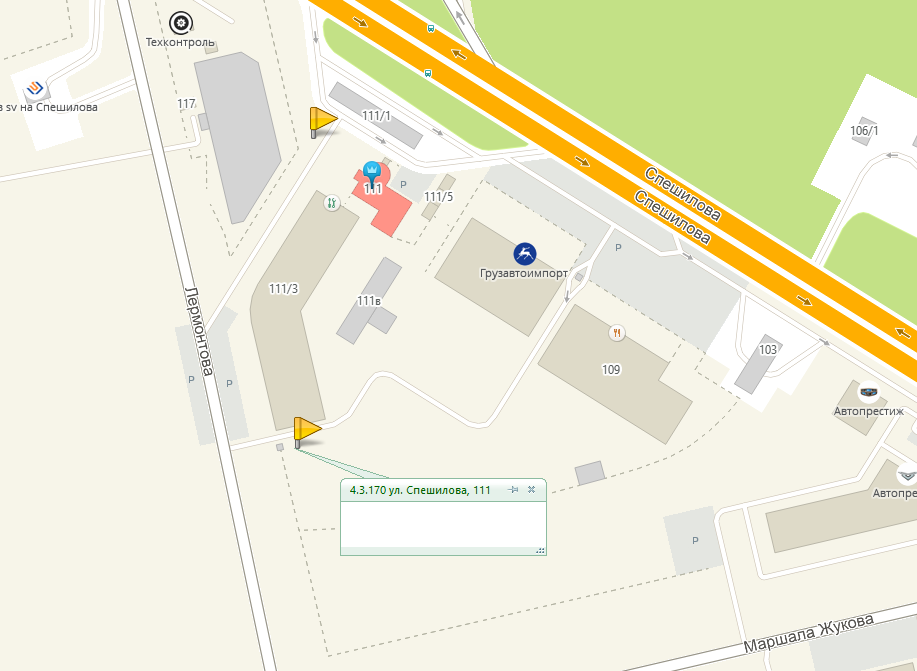 Техконтроль
117
а sv на Спешилова
111/1
106/1
111
P
111/5
Спешилова
Спешилова
P
Грузавтоимпорт
111/3
111в
Лермонтова
103
109
P
P
Автопрестиж
4.3.170 ул. Спешилова, 111
Автопре
P
Маршала Жукова